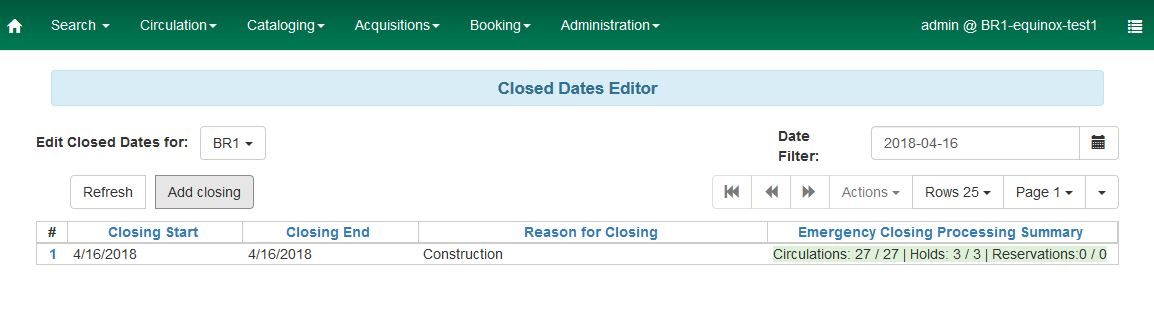 Search Circulation Cataloging Acquisitions Booking Administration admin @ BR1-equinox-test1
Closed Dates Editor
Edit Closed Dates for: BR1 Date Filter: 2018-04-16
Refresh Add closing Actions Rows 25 Page 1
# Closing Start Closing End Reason for Closing Emergency Closing Processing Summary
1 4/16/2018 4/16/2018 Construction Circulations: 27 / 27 | Holds: 3 / 3 | Reservations:0 / 0